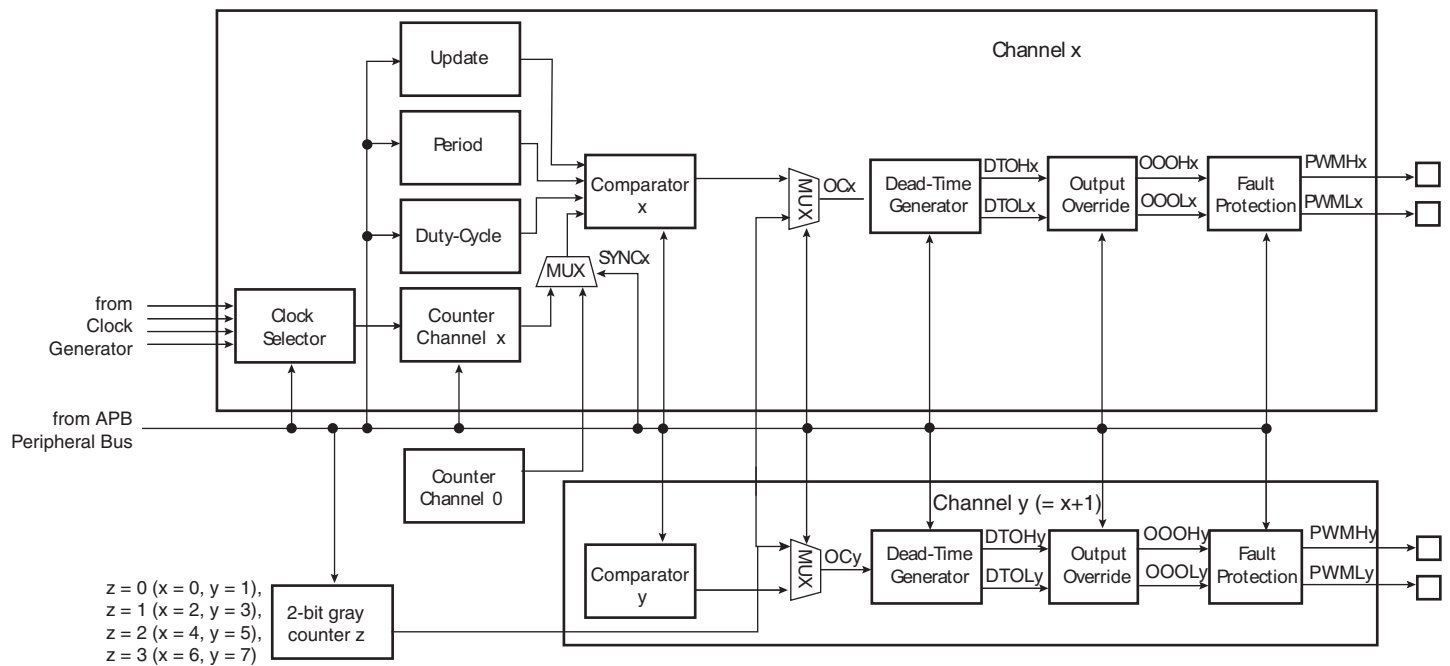 Channel x
Update
Period
Duty-Cycle
Comparator
x
MUX
SYNCx
MUX
OCx
Dead-Time
Generator
DTOHx
DTOLx
Output
Override
OOOHx
OOOLx
Fault
Protection
PWMHx
PWMLx
from
Clock
Generator
Clock
Selector
Counter
Channel x
from APB
Peripheral Bus
Counter
Channel 0
Channel y (= x+1)
Comparator
y
MUX
OCy
Dead-Time
Generator
DTOHy
DTOLy
Output
Override
OOOHy
OOOLy
Fault
Protection
PWMHy
PWMLy
z = 0 (x = 0, y = 1),
z = 1 (x = 2, y = 3),
z = 2 (x = 4, y = 5),
z = 3 (x = 6, y = 7)
2-bit gray
counter z